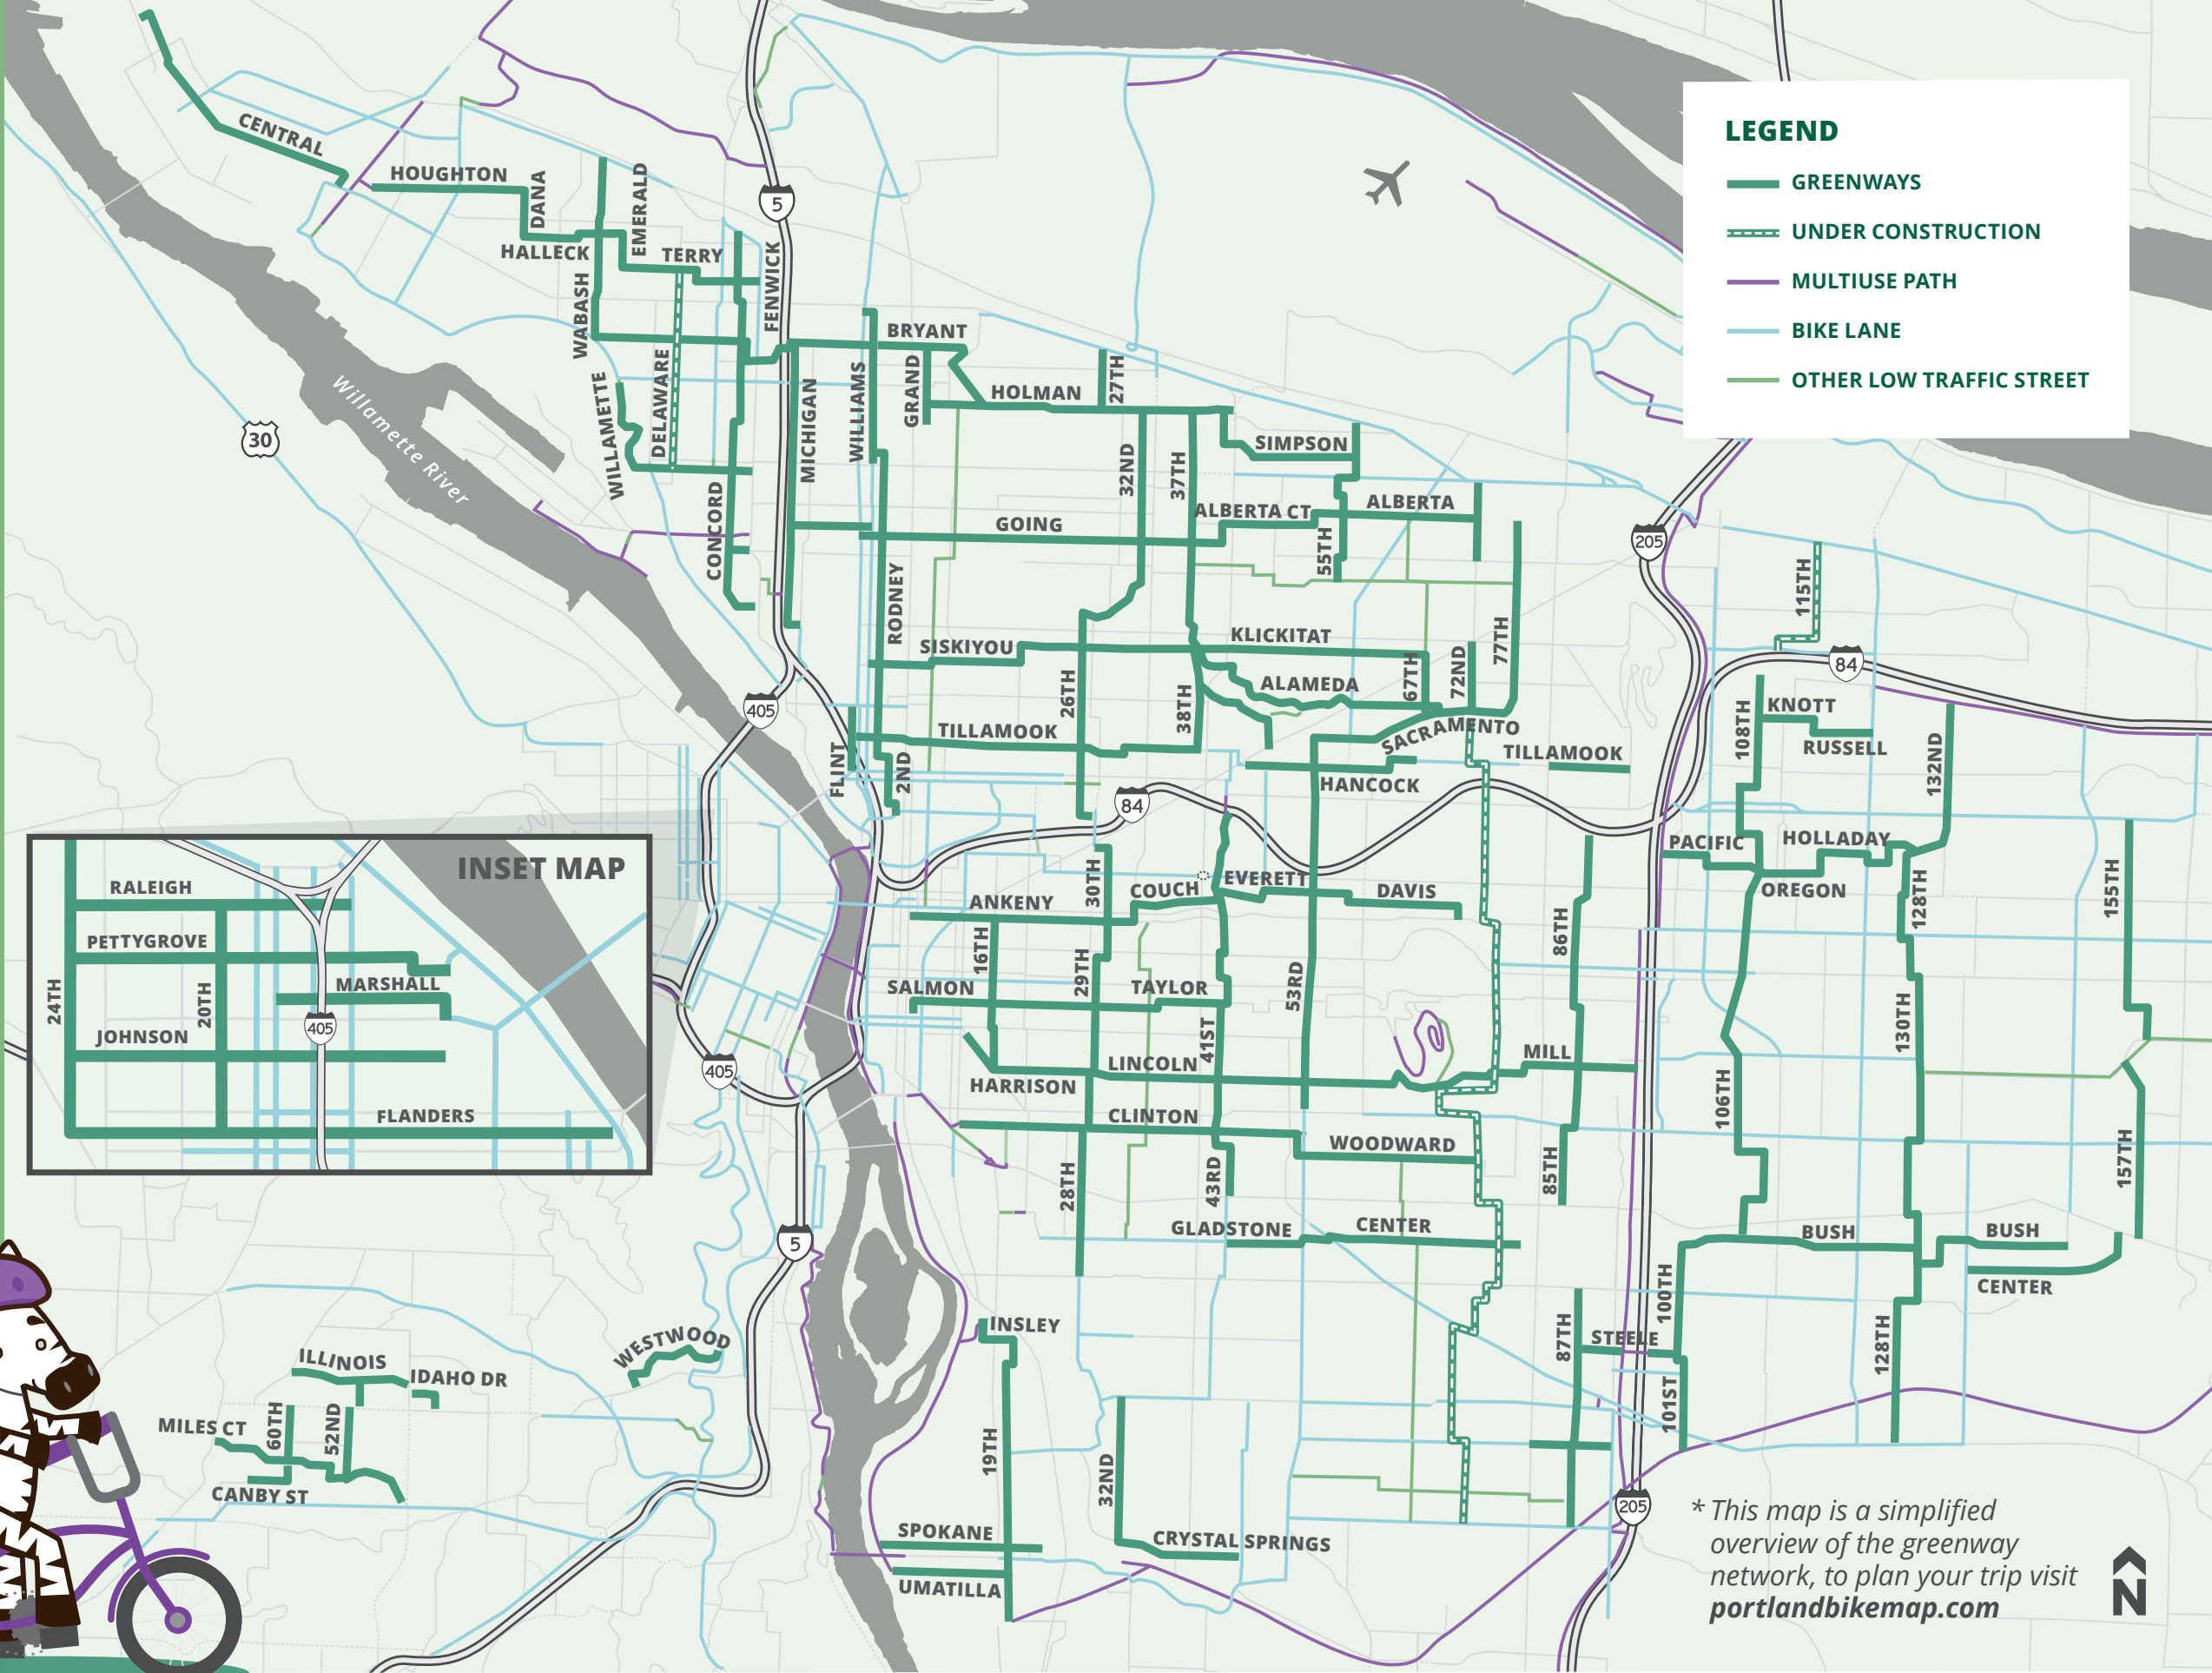 LEGEND
GREENWAYS
UNDER CONSTRUCTION
MULTIUSE PATH
BIKE LANE
OTHER LOW TRAFFIC STREET
CENTRAL
HOUGHTON
DANA
EMERALD
HALLECK
TERRY
WABASH
FENWICK
5
BRYANT
WILLAMETTE
DELAWARE
MICHIGAN
WILLIAMS
GRAND
HOLMAN
27TH
Willamette River
30
SIMPSON
32ND
37TH
CONCORD
GOING
ALBERTA CT
ALBERTA
55TH
205
115TH
RODNEY
SISKIYOU
KLICKITAT
77TH
67TH
72ND
84
26TH
38TH
ALAMEDA
405
TILLAMOOK
SACRAMENTO
TILLAMOOK
108TH
KNOTT
RUSSELL
132ND
FLINT
2ND
HANCOCK
84
PACIFIC
HOLLADAY
OREGON
30TH
COUCH
EVERETT
DAVIS
ANKENY
128TH
155TH
86TH
16TH
29TH
53RD
SALMON
TAYLOR
41ST
130TH
405
LINCOLN
HARRISON
MILL
CLINTON
106TH
WOODWARD
28TH
43RD
85TH
157TH
5
GLADSTONE
CENTER
BUSH
BUSH
CENTER
100TH
INSLEY
87TH
STEELE
128TH
101ST
WESTWOOD
ILLINOIS
IDAHO DR
MILES CT
60TH
52ND
CANBY ST
19TH
32ND
SPOKANE
CRYSTAL SPRINGS
UMATILLA
205
INSET MAP
RALEIGH
PETTYGROVE
MARSHALL
24TH
20TH
405
JOHNSON
FLANDERS
* This map is a simplified
overview of the greenway
network, to plan your trip visit
portlandbikemap.com
N